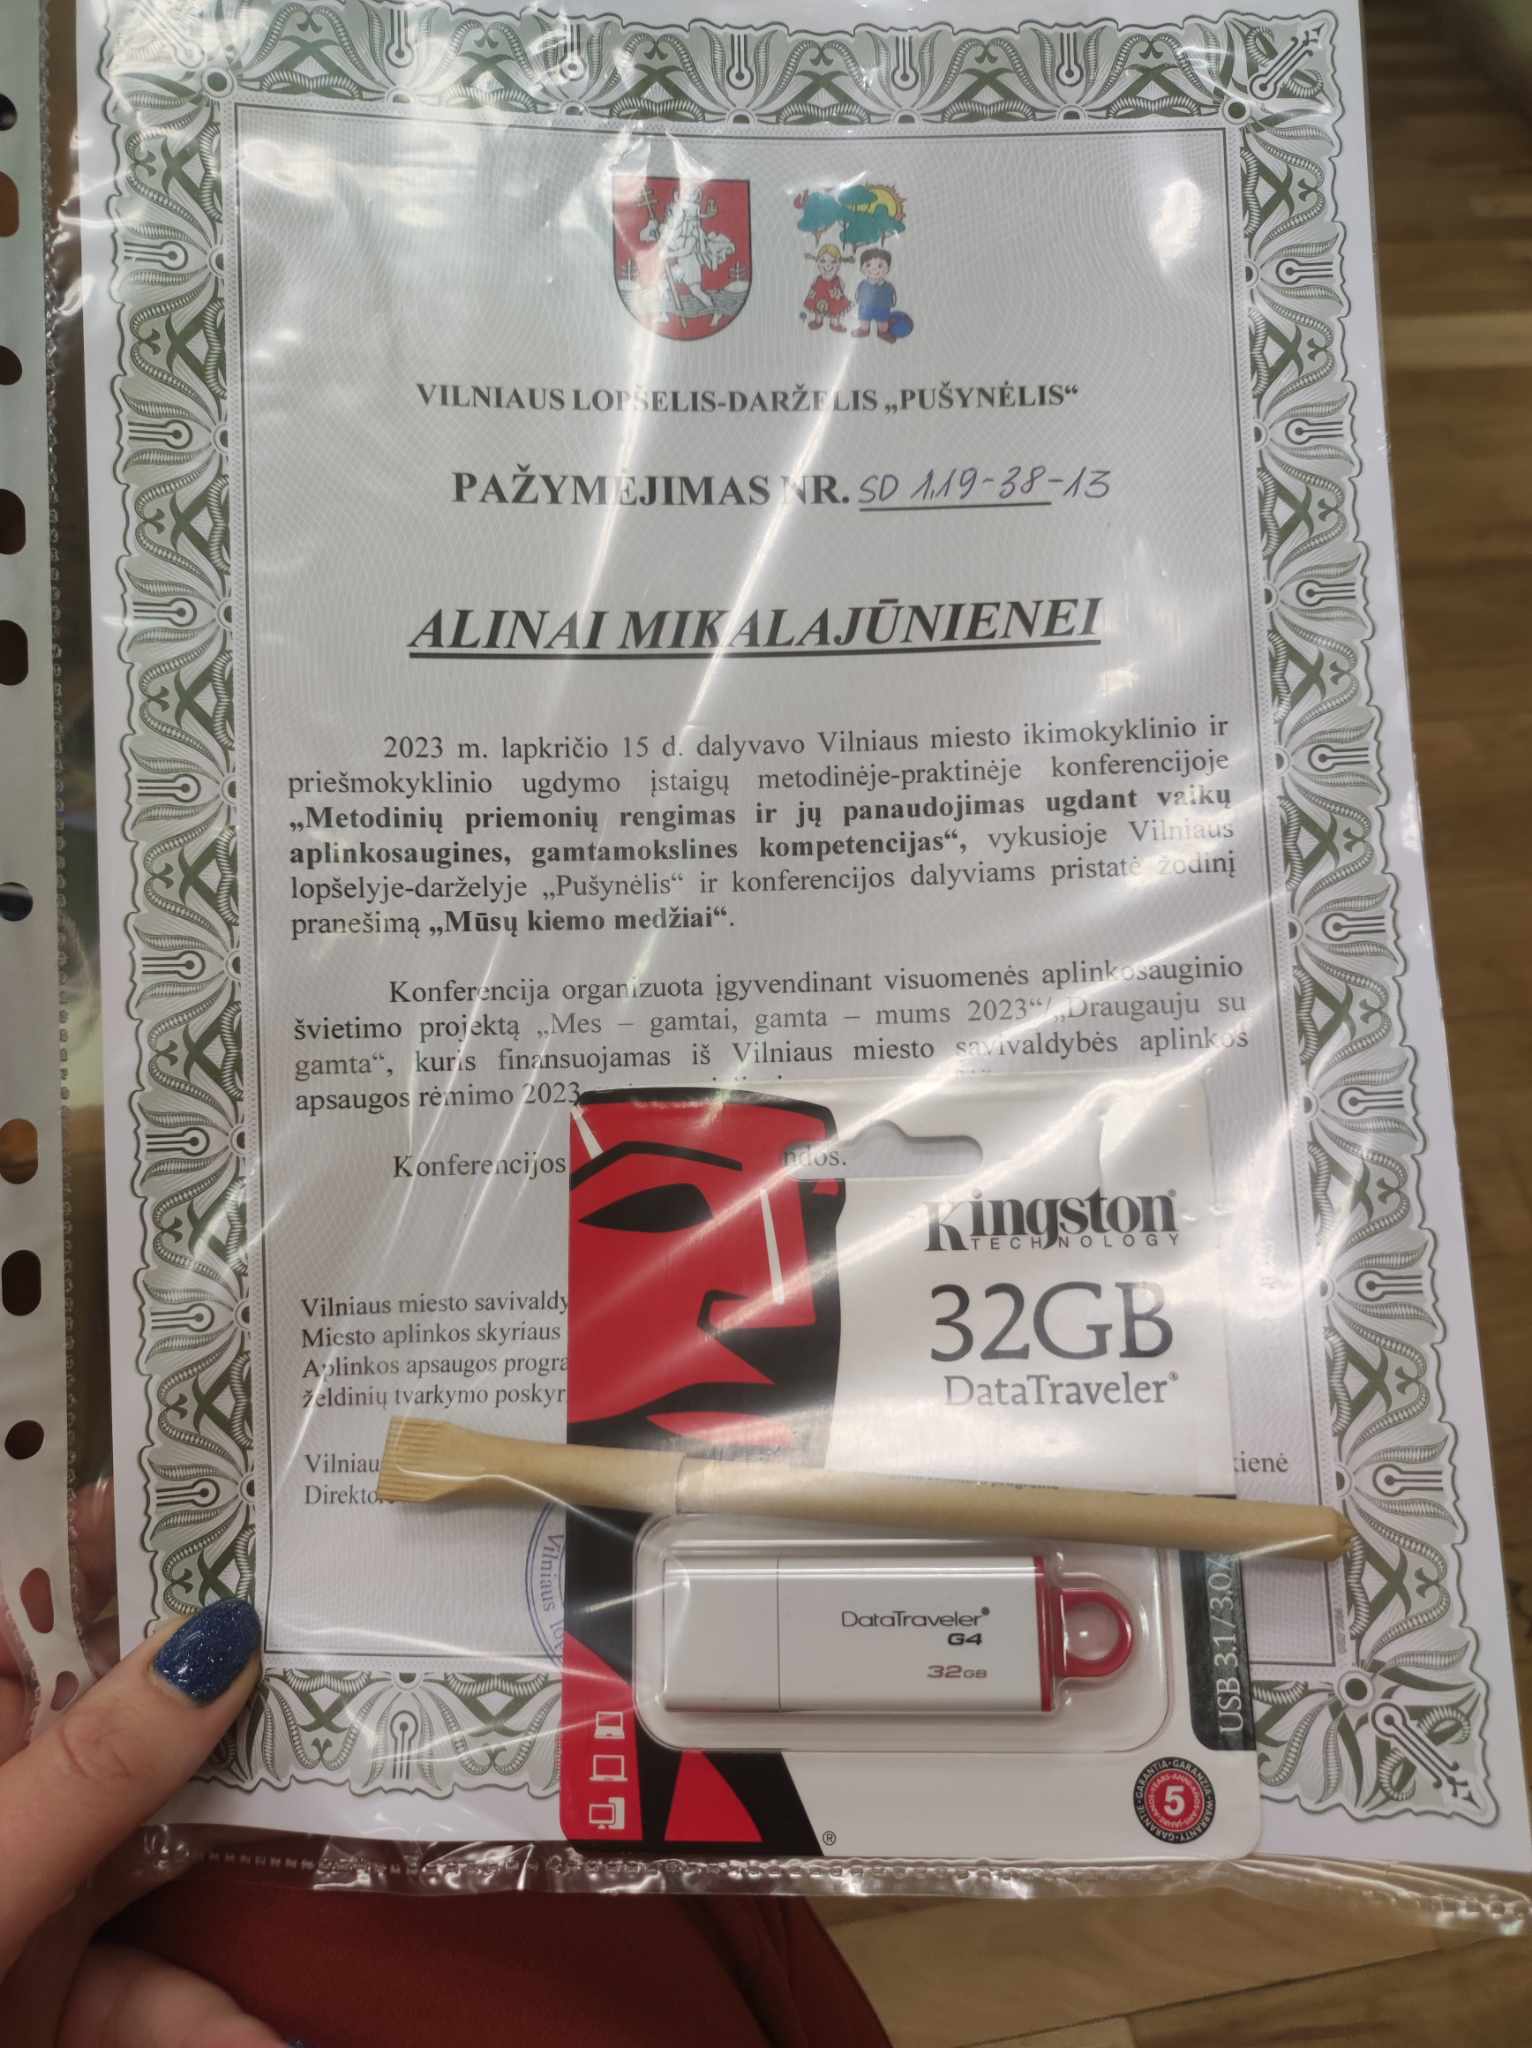 VILNIAUS LOPŠELIS-DARŽELIS „PUŠYNĖLIS“
PAŽYMĖJIMAS NR. SD 1.19-38-13
ALINAI MIKALAJŪNIENEI
2023 m. lapkričio 15 d. dalyvavo Vilniaus miesto ikimokyklinio ir
priešmokyklinio ugdymo įstaigų metodinėje-praktinėje konferencijoje
„Metodinių priemonių rengimas ir jų panaudojimas ugdant vaikų
aplinkosaugines, gamtamokslines kompetencijas“, vykusioje Vilniaus
lopšelyje-darželyje „Pušynėlis“ ir konferencijos dalyviams pristatė žodinį
pranešimą „Mūsų kiemo medžiai“.
Konferencija organizuota įgyvendinant visuomenės aplinkosauginio
švietimo projektą „Mes – gamtai, gamta – mums 2023“/„Draugauju su
gamta“, kuris finansuojamas iš Vilniaus miesto savivaldybės aplinkos
apsaugos rėmimo 2023
Konferencijos ndos.
Kingston
TECHNOLOGY
32GB
DataTraveler®
Vilniaus miesto savivaldy
Miesto aplinkos skyriaus
Aplinkos apsaugos progra
želdinių tvarkymo poskyr
Vilniau kienė
Direkto
Vilniaus
DataTraveler®
G4
32GB
USB 3.1/3.0
5
®